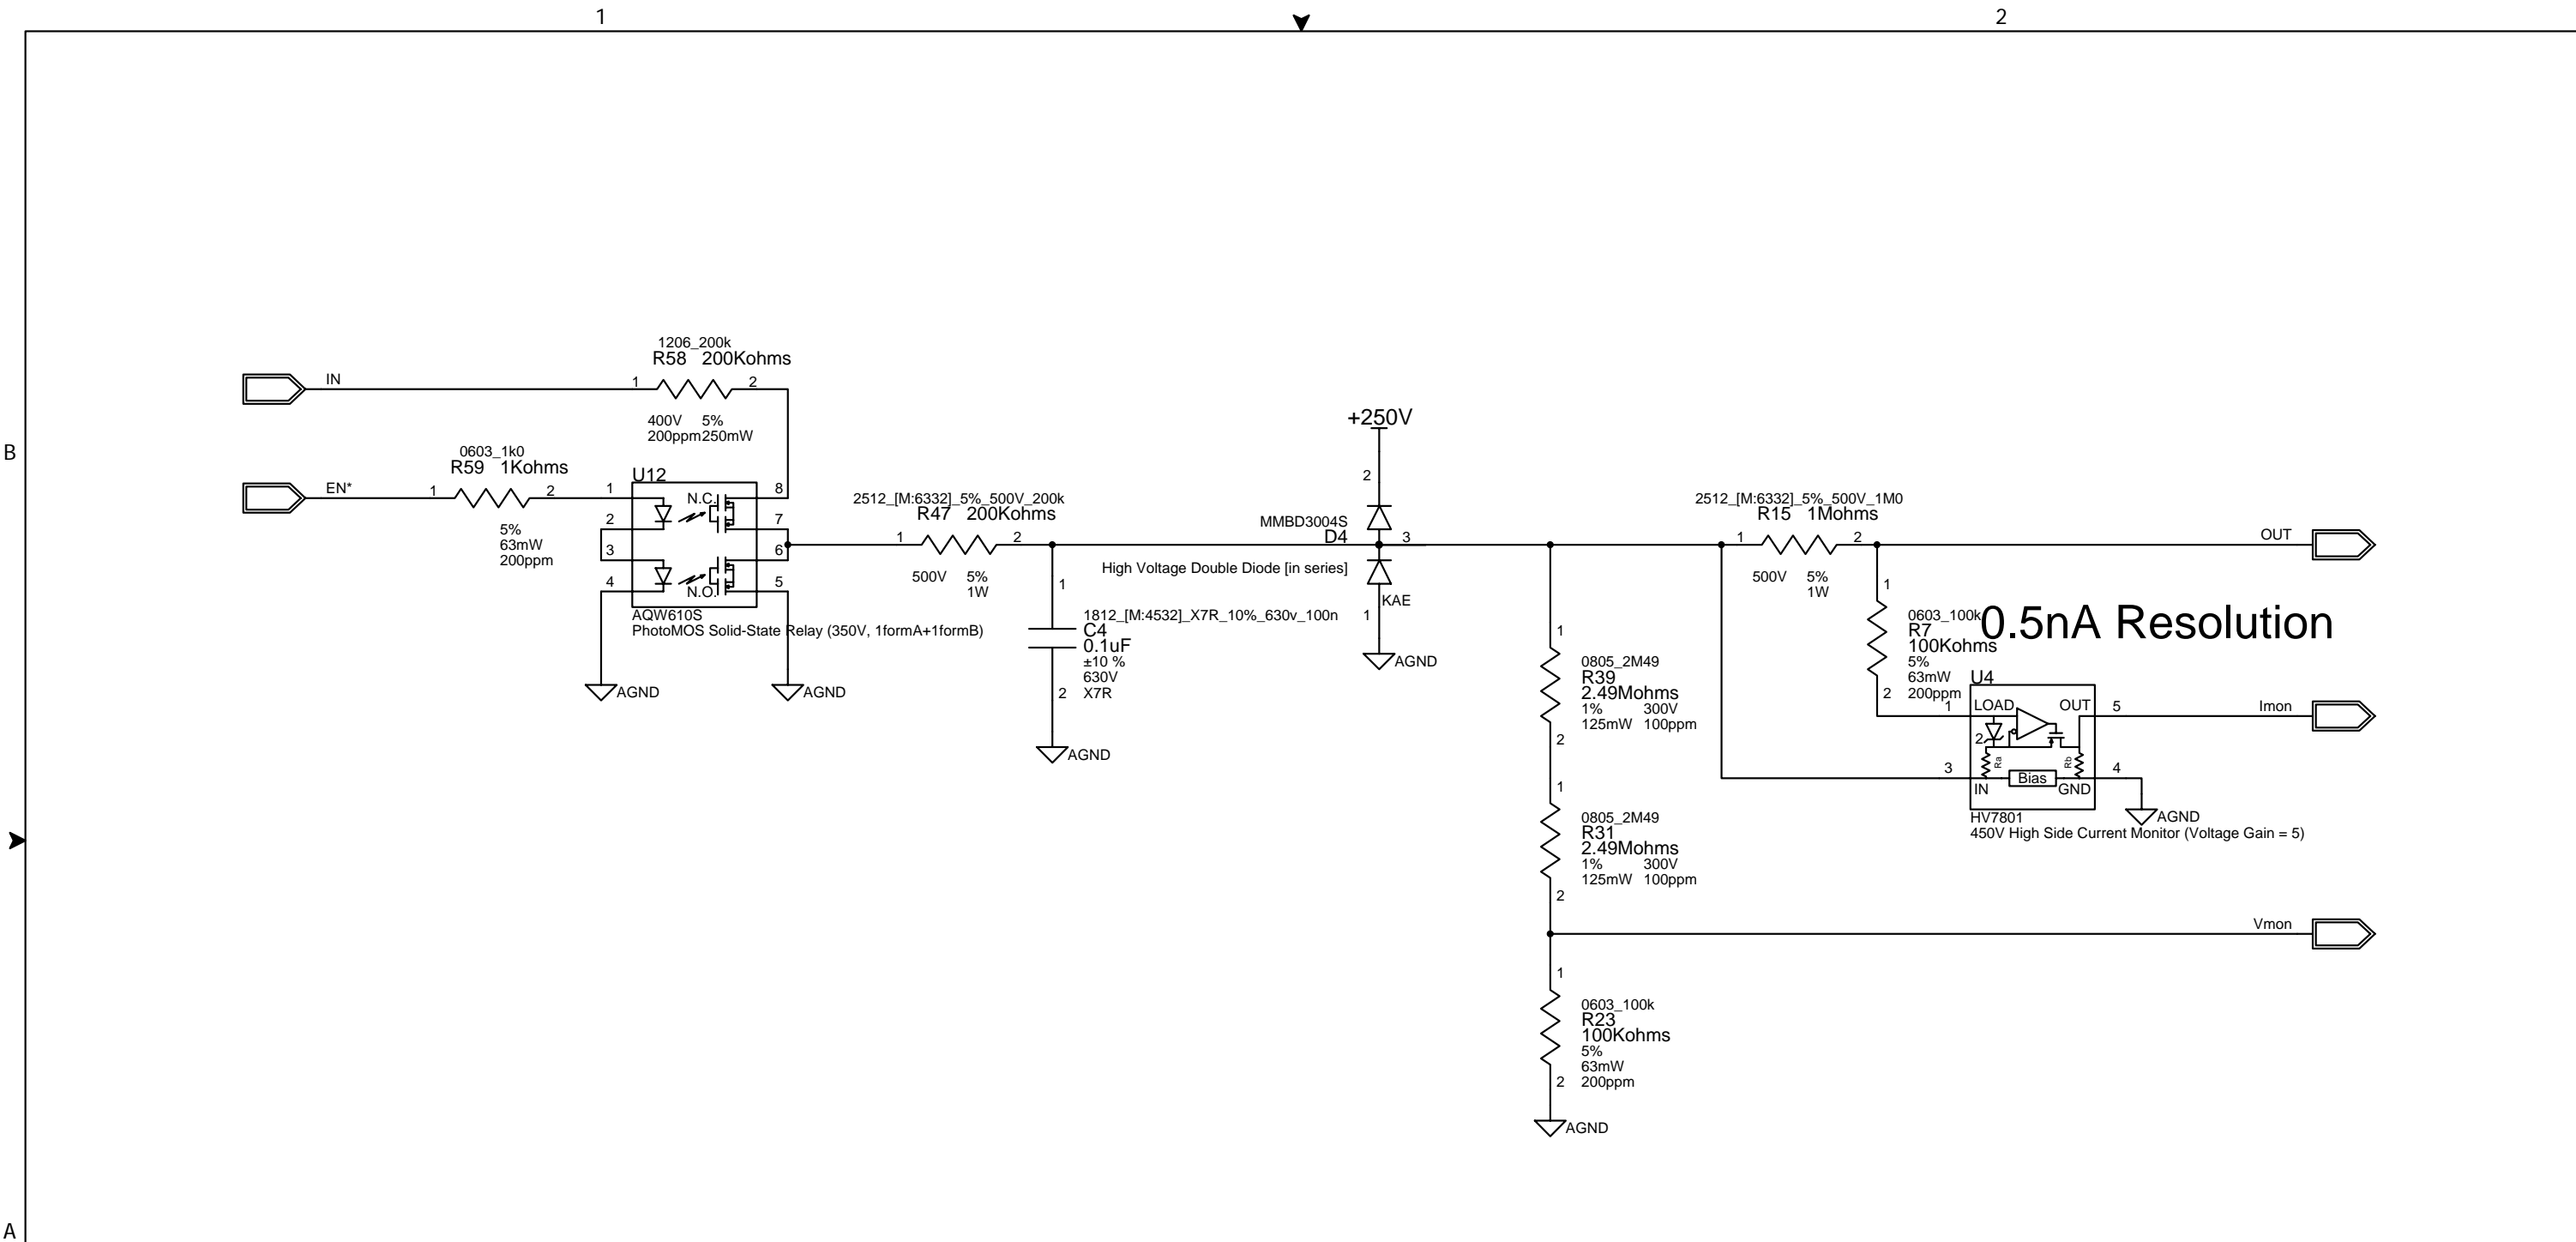 1
2
B
A
IN
1206_200k
R58 200Kohms
1
2
400V 5%
200ppm250mW
EN*
0603_1k0
R59 1Kohms
1
2
5%
63mW
200ppm
U12
1
2
3
4
N.C.
N.O.
8
7
6
5
AQW610S
PhotoMOS Solid-State Relay (350V, 1formA+1formB)
AGND
AGND
2512_[M:6332]_5%_500V_200k
R47 200Kohms
1
2
500V 5%
1W
1
1812_[M:4532]_X7R_10%_630v_100n
C4
0.1uF
±10 %
630V
2
X7R
AGND
+250V
2
MMBD3004S
D4
3
High Voltage Double Diode [in series]
KAE
1
AGND
1
0805_2M49
R39
2.49Mohms
1% 300V
125mW 100ppm
2
1
0805_2M49
R31
2.49Mohms
1% 300V
125mW 100ppm
2
1
0603_100k
R23
100Kohms
5%
63mW
2
200ppm
AGND
2512_[M:6332]_5%_500V_1M0
R15 1Mohms
1
2
500V 5%
1W
OUT
1
0603_100k
R7
100Kohms
5%
63mW
2
200ppm
0.5nA Resolution
U4
1
LOAD
OUT
5
Imon
2
Ra
Rb
3
Bias
4
IN
GND
AGND
HV7801
450V High Side Current Monitor (Voltage Gain = 5)
Vmon